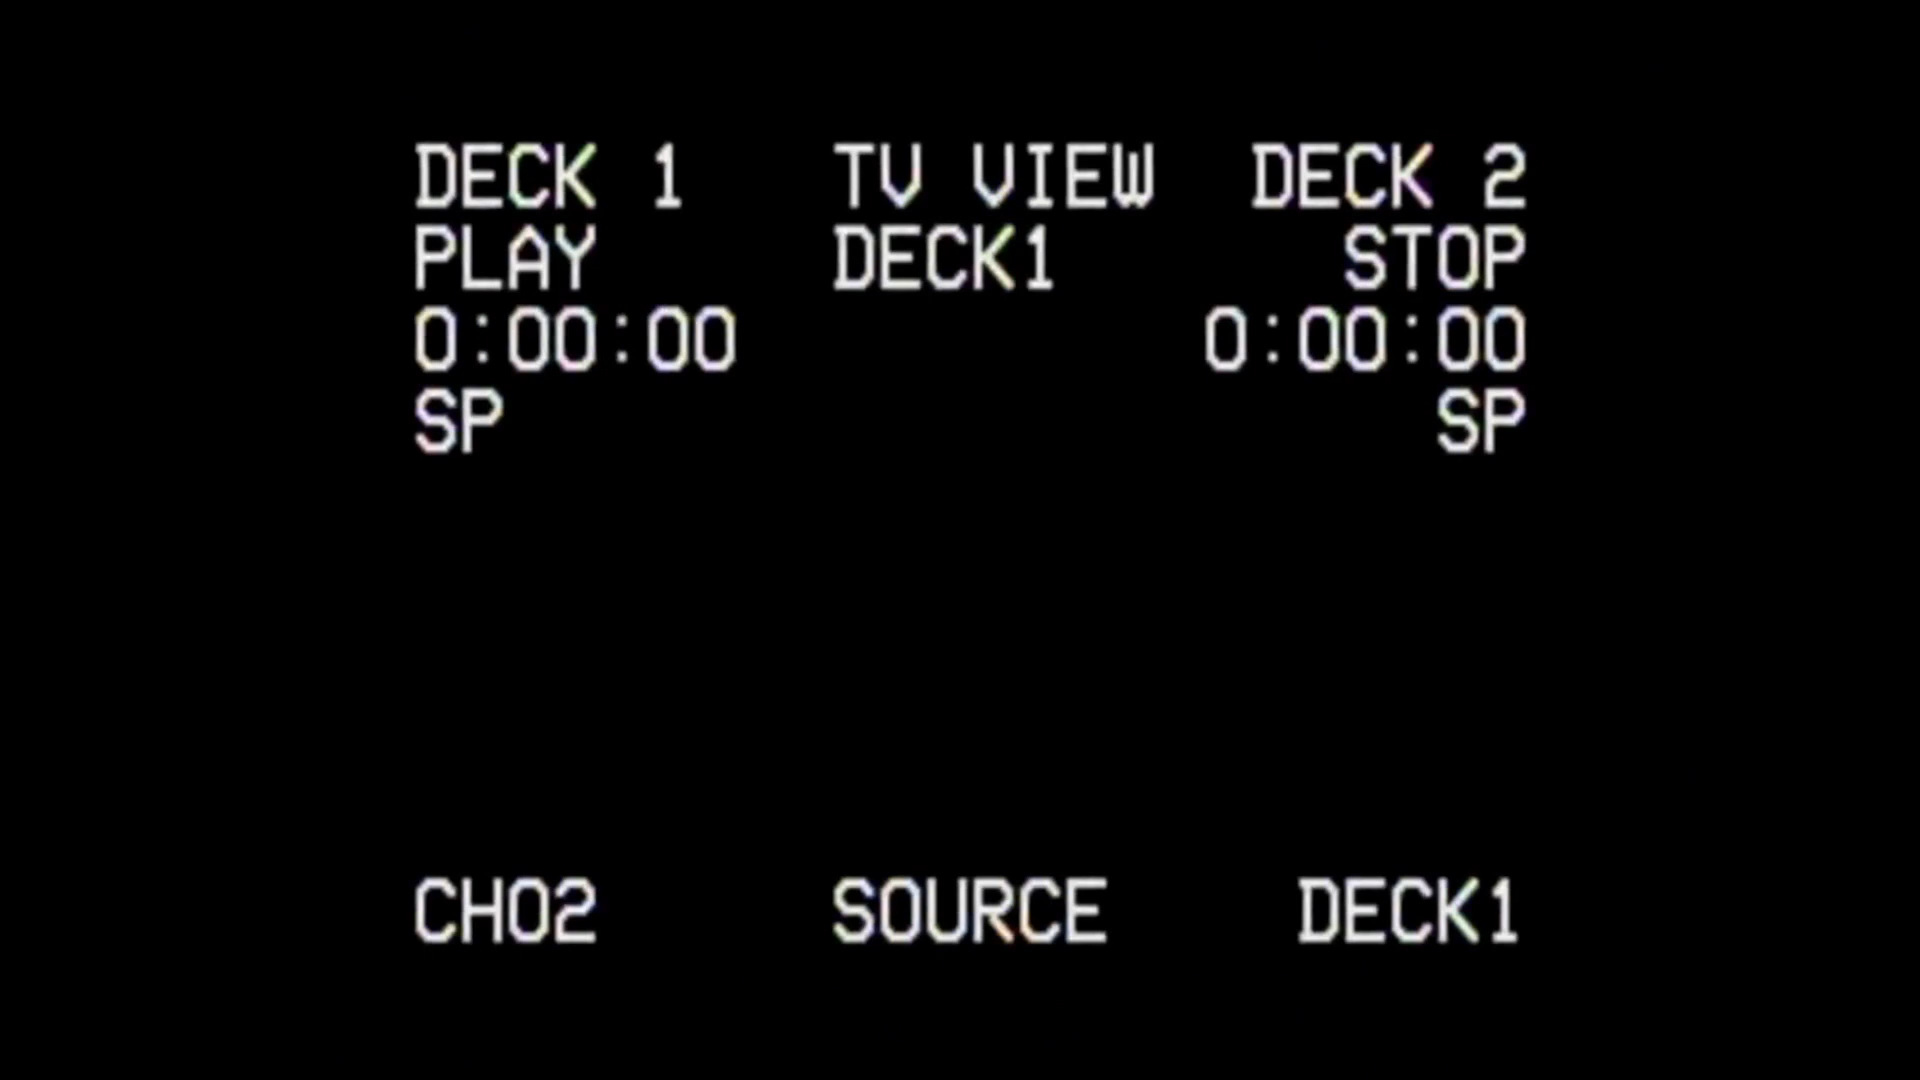 DECK 1 TV VIEW DECK 2
PLAY DECK1 STOP
0:00:00 0:00:00
SP SP
CH02 SOURCE DECK1